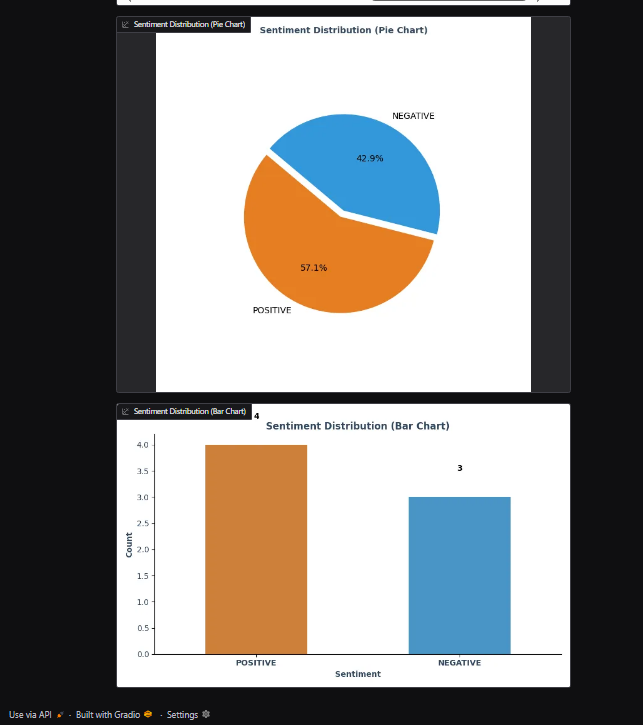 Sentiment Distribution (Pie Chart)
Sentiment Distribution (Pie Chart)
NEGATIVE
42.9%
57.1%
POSITIVE
Sentiment Distribution (Bar Chart)
4
Sentiment Distribution (Bar Chart)
4.0
3.5
3
3.0
2.5
2.0
1.5
1.0
0.5
0.0
Count
POSITIVE NEGATIVE
Sentiment
Use via API · Built with Gradio · Settings